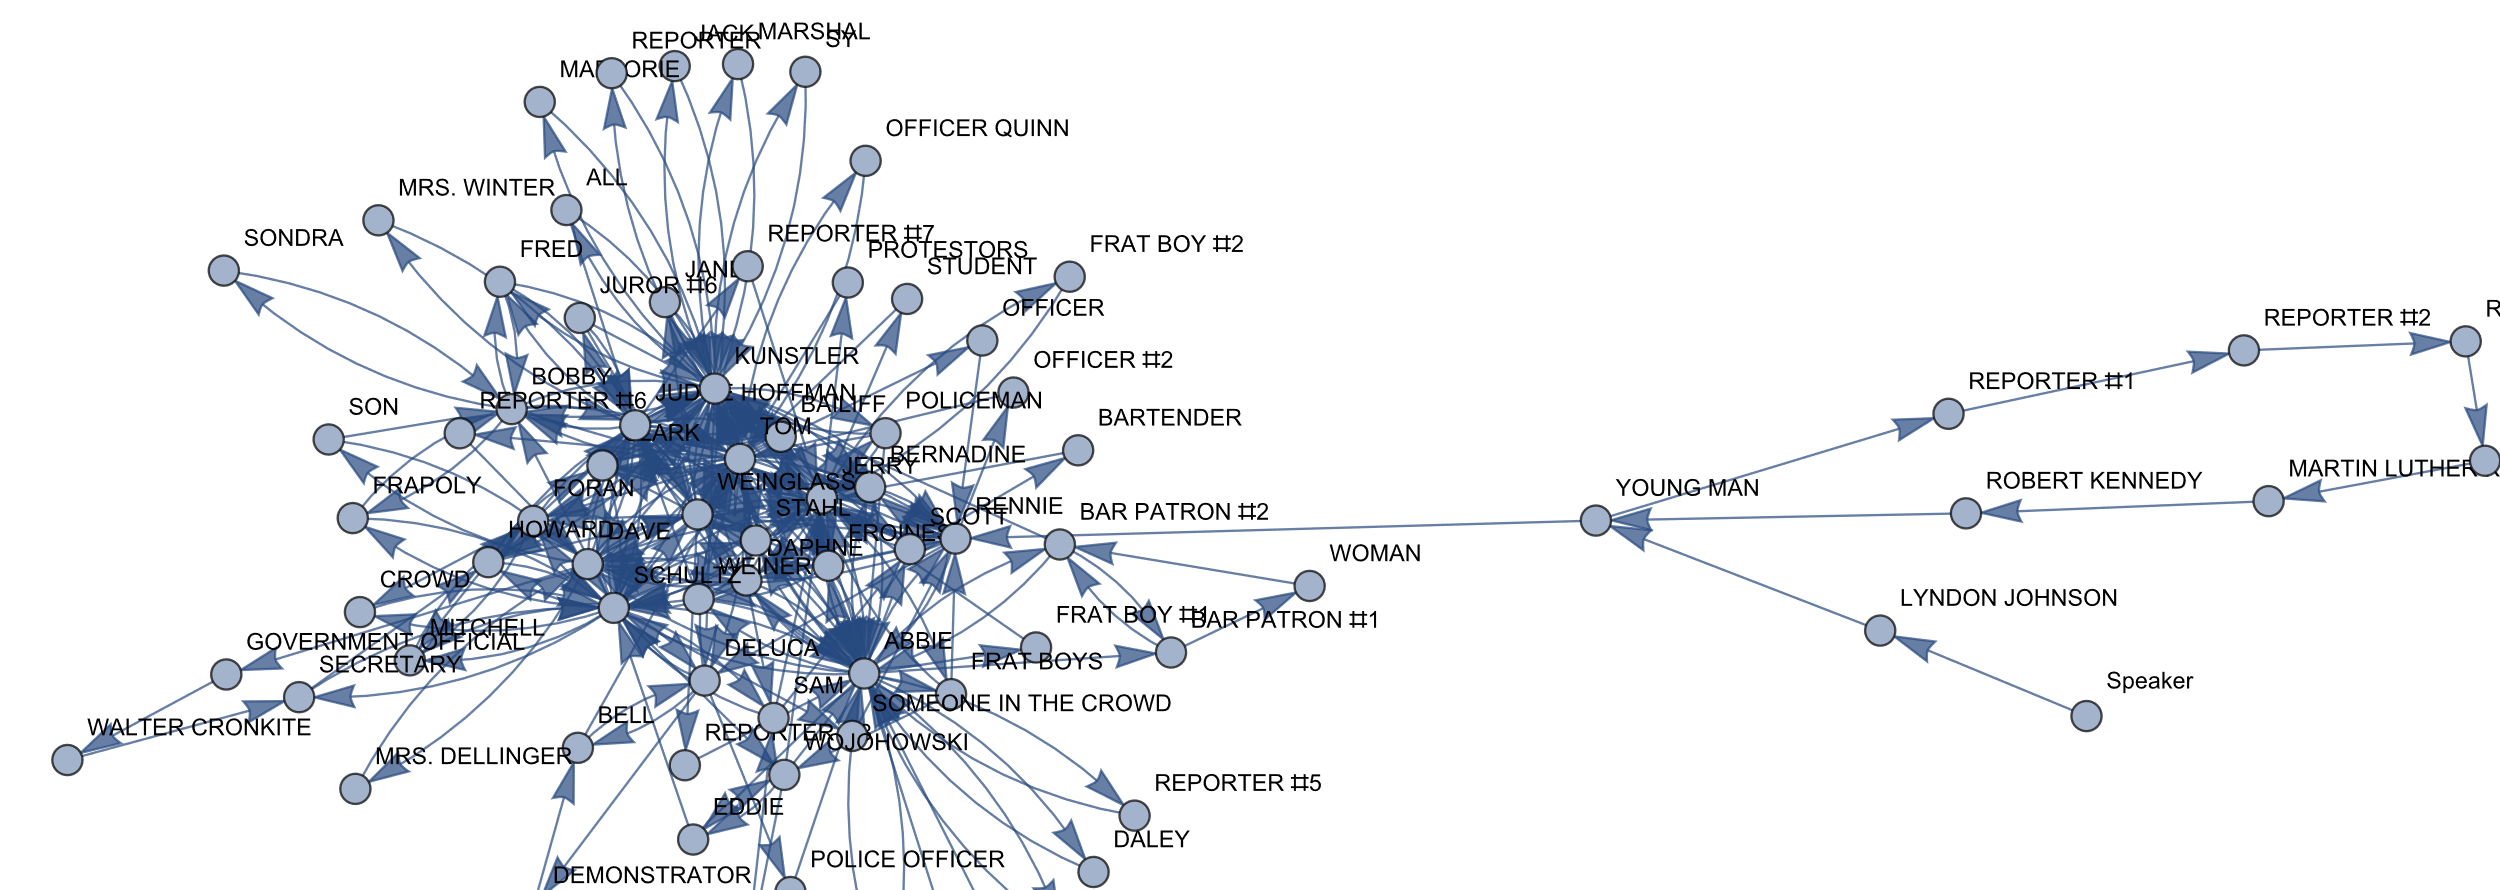 REPORTER
JACK
MARSHAL
SY
MARJORIE
OFFICER QUINN
ALL
MRS. WINTER
SONDRA
FRED
REPORTER #7
PROTESTORS
STUDENT
FRAT BOY #2
JANE
JUROR #6
OFFICER
REPORTER #2
KUNSTLER
OFFICER #2
REPORTER #1
BOBBY
JUDGE HOFFMAN
REPORTER #6
BAILIFF
POLICEMAN
SON
TOM
CLARK
BARTENDER
BERNADINE
JERRY
MARTIN LUTHER
FRAPOLY
FORAN
WEINGLASS
YOUNG MAN
ROBERT KENNEDY
STAHL
RENNIE
SCOTT
BAR PATRON #2
HOWARD
DAVE
FROINES
DAPHNE
WOMAN
CROWD
SCHULTZ
WEINER
LYNDON JOHNSON
FRAT BOY #1
BAR PATRON #1
MITCHELL
GOVERNMENT OFFICIAL
DELUCA
ABBIE
SECRETARY
FRAT BOYS
SAM
Speaker
SOMEONE IN THE CROWD
WALTER CRONKITE
BELL
WOJOHOWSKI
MRS. DELLINGER
REPORTER #5
EDDIE
DALEY
POLICE OFFICER
DEMONSTRATOR